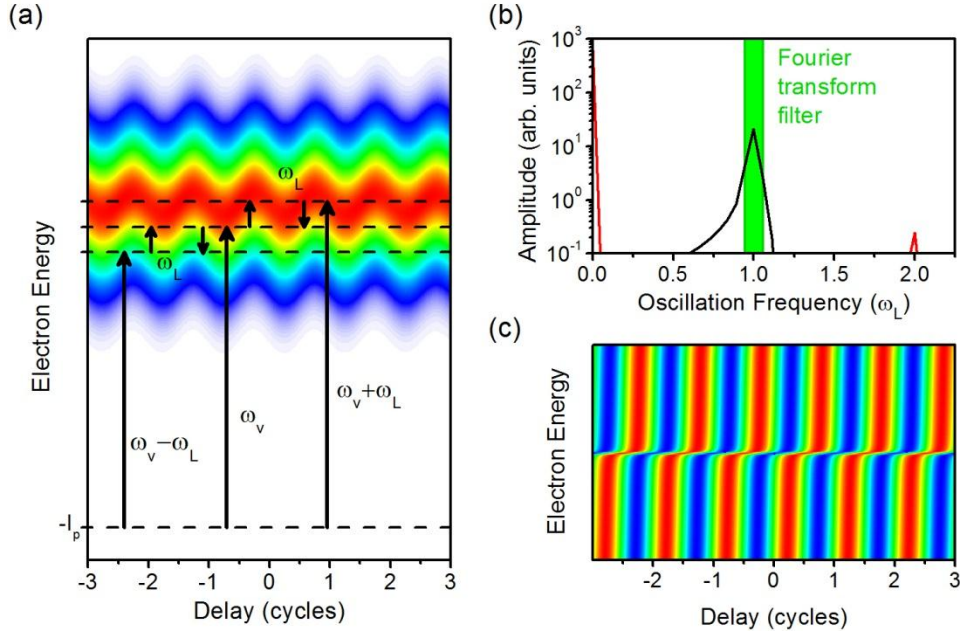 (a)
Electron Energy
ω_L
ω_L
ω_v−ω_L
ω_v
ω_v+ω_L
-I_p
-3 -2 -1 0 1 2 3
Delay (cycles)
(b)
Amplitude (arb. units)
10^3
10^2
10^1
10^0
10^-1
Fourier
transform
filter
0.0 0.5 1.0 1.5 2.0
Oscillation Frequency (ω_L)
(c)
Electron Energy
-2 -1 0 1 2 3
Delay (cycles)